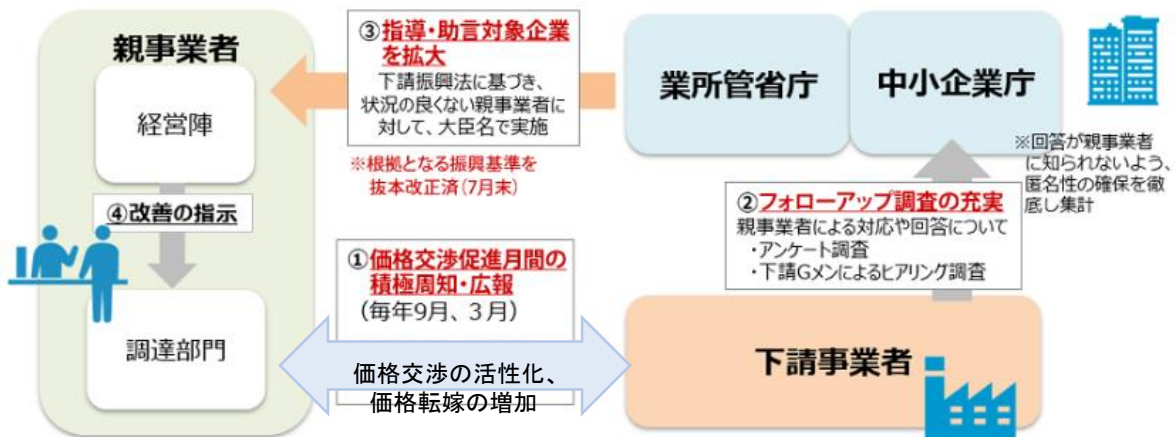 親事業者
経営陣
④改善の指示
調達部門
③指導・助言対象企業
を拡大
下請振興法に基づき、
状況の良くない親事業者に
対して、大臣名で実施
※根拠となる振興基準を
抜本改正済(7月末)
①価格交渉促進月間の
積極周知・広報
(毎年9月、3月)
価格交渉の活性化、
価格転嫁の増加
業所管省庁
中小企業庁
※回答が親事業者
に知られないよう、
匿名性の確保を徹
底し集計
②フォローアップ調査の充実
親事業者による対応や回答について
・アンケート調査
・下請Gメンによるヒアリング調査
下請事業者